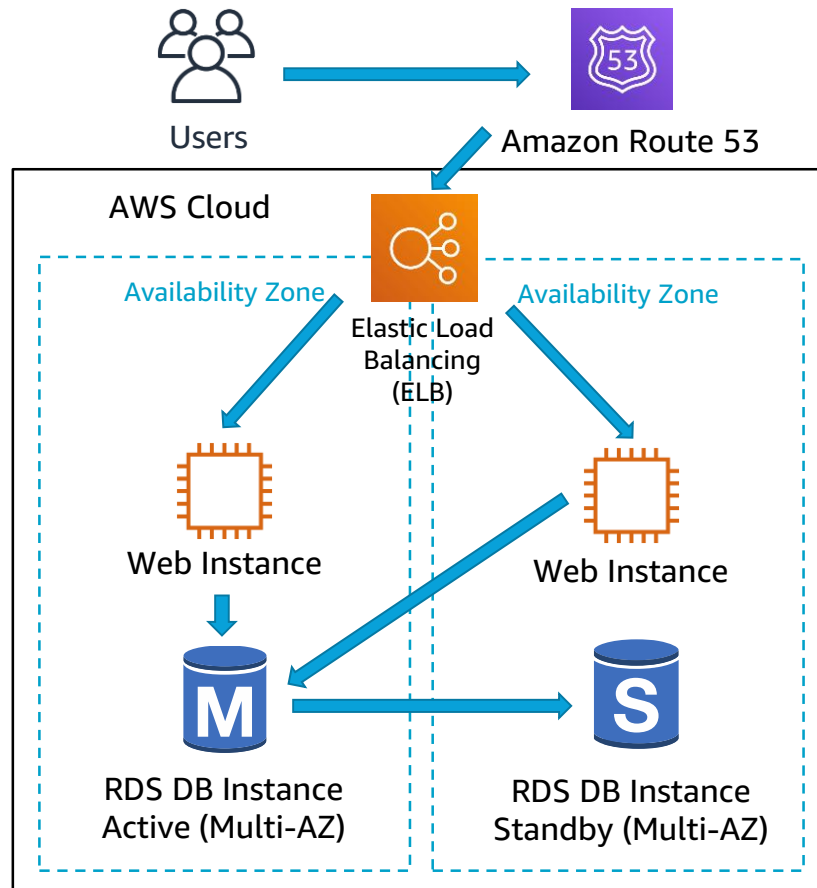 53
Users
Amazon Route 53
AWS Cloud
Availability Zone
Availability Zone
Elastic Load
Balancing
(ELB)
Web Instance
Web Instance
M
S
RDS DB Instance
Active (Multi-AZ)
RDS DB Instance
Standby (Multi-AZ)